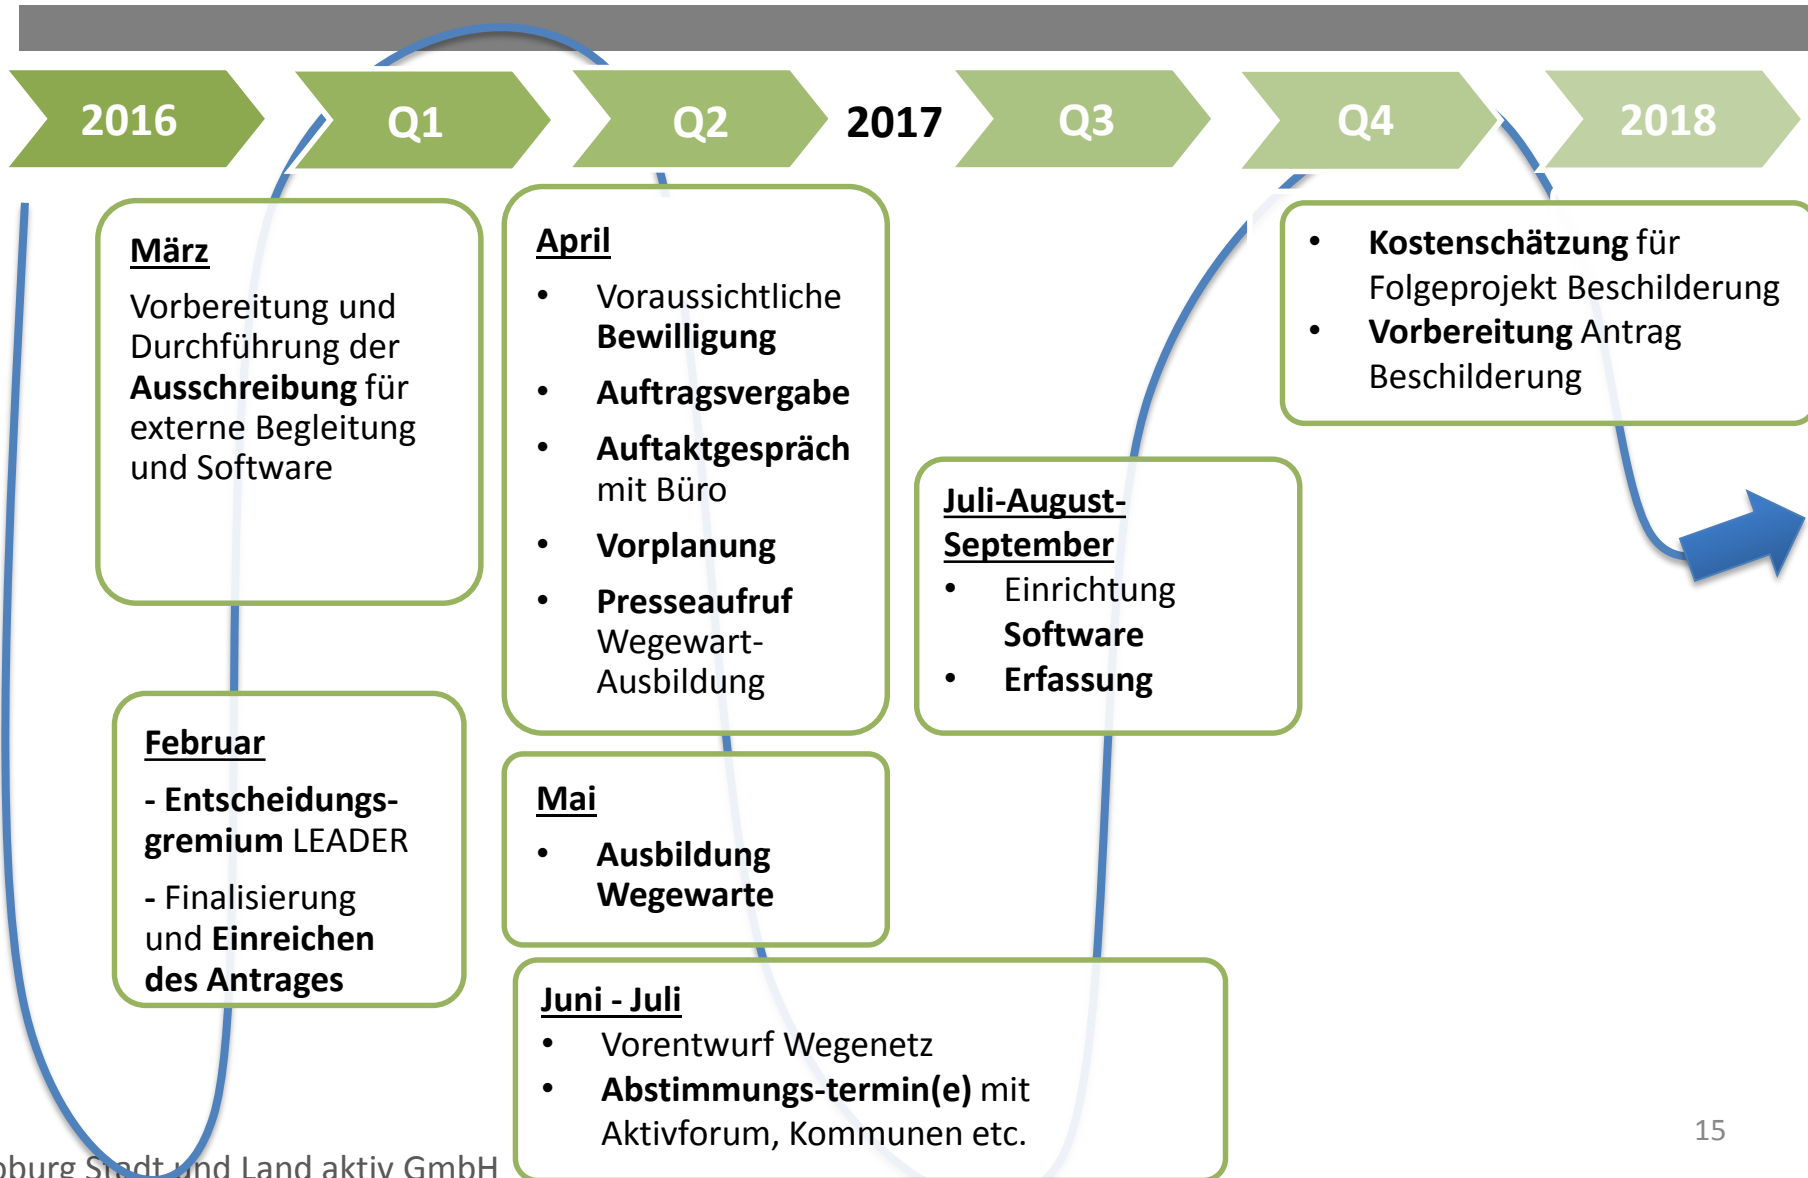 2016
Q1
Q2
2017
Q3
Q4
2018
März
Vorbereitung und
Durchführung der
Ausschreibung für
externe Begleitung
und Software
Februar
- Entscheidungs-
gremium LEADER
- Finalisierung
und Einreichen
des Antrages
April
• Voraussichtliche
Bewilligung
• Auftragsvergabe
• Auftaktgespräch
mit Büro
• Vorplanung
• Presseaufruf
Wegewart-
Ausbildung
Mai
• Ausbildung
Wegewarte
Juni - Juli
• Vorentwurf Wegenetz
• Abstimmungs-termin(e) mit
Aktivforum, Kommunen etc.
Juli-August-
September
• Einrichtung
Software
• Erfassung
• Kostenschätzung für
Folgeprojekt Beschilderung
• Vorbereitung Antrag
Beschilderung
oburg Stadt und Land aktiv GmbH
15